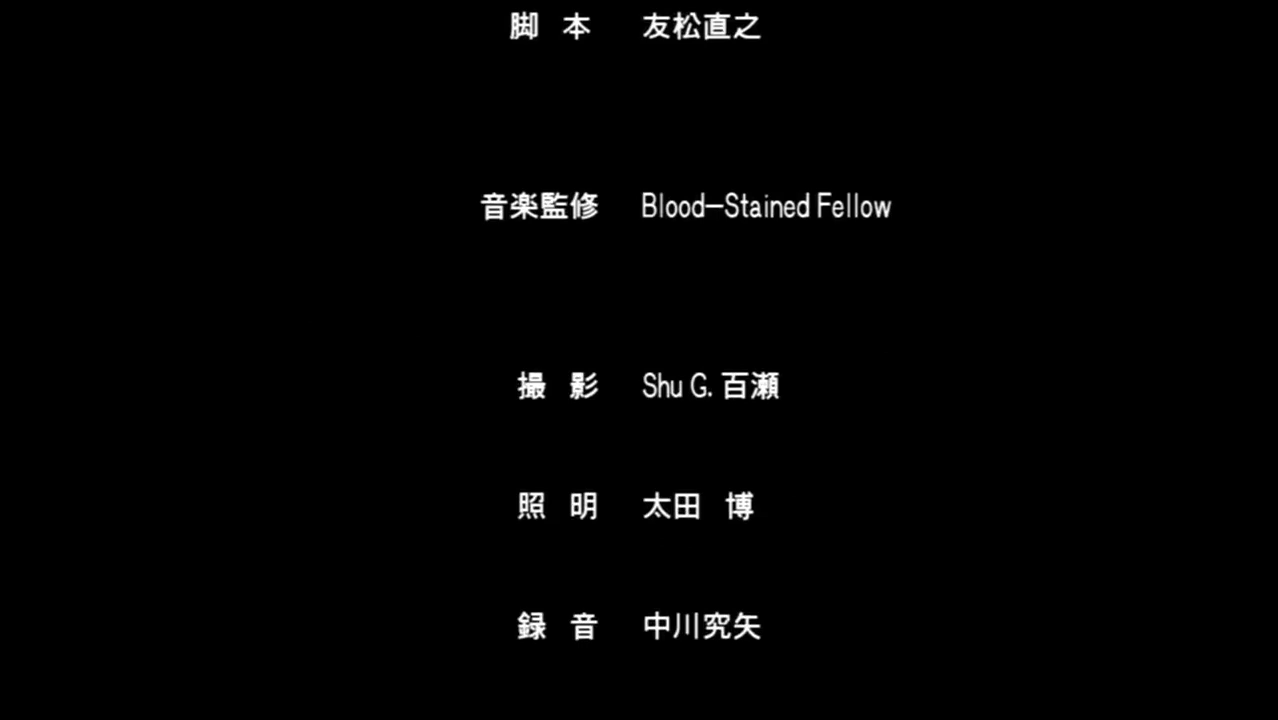 脚本 友松直之
音楽監修 Blood−Stained Fellow
撮影 Shu G. 百瀬
照明 太田 博
録音 中川究矢